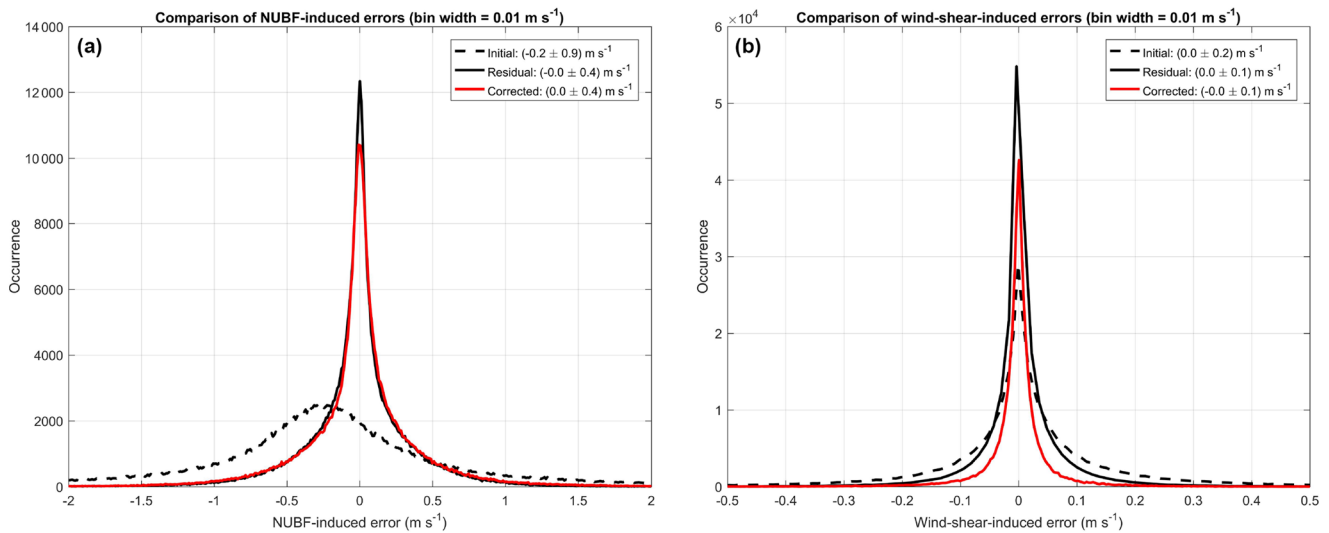 Comparison of NUBF-induced errors (bin width = 0.01 m s⁻¹)
(a)
Initial: (-0.2 ± 0.9) m s⁻¹
Residual: (-0.0 ± 0.4) m s⁻¹
Corrected: (0.0 ± 0.4) m s⁻¹
14 000
12 000
10 000
8000
6000
4000
2000
0
Occurrence
-2 -1.5 -1 -0.5 0 0.5 1 1.5 2
NUBF-induced error (m s⁻¹)
×10⁴
Comparison of wind-shear-induced errors (bin width = 0.01 m s⁻¹)
(b)
Initial: (0.0 ± 0.2) m s⁻¹
Residual: (0.0 ± 0.1) m s⁻¹
Corrected: (-0.0 ± 0.1) m s⁻¹
6
5
4
3
2
1
0
Occurrence
-0.5 -0.4 -0.3 -0.2 -0.1 0 0.1 0.2 0.3 0.4 0.5
Wind-shear-induced error (m s⁻¹)